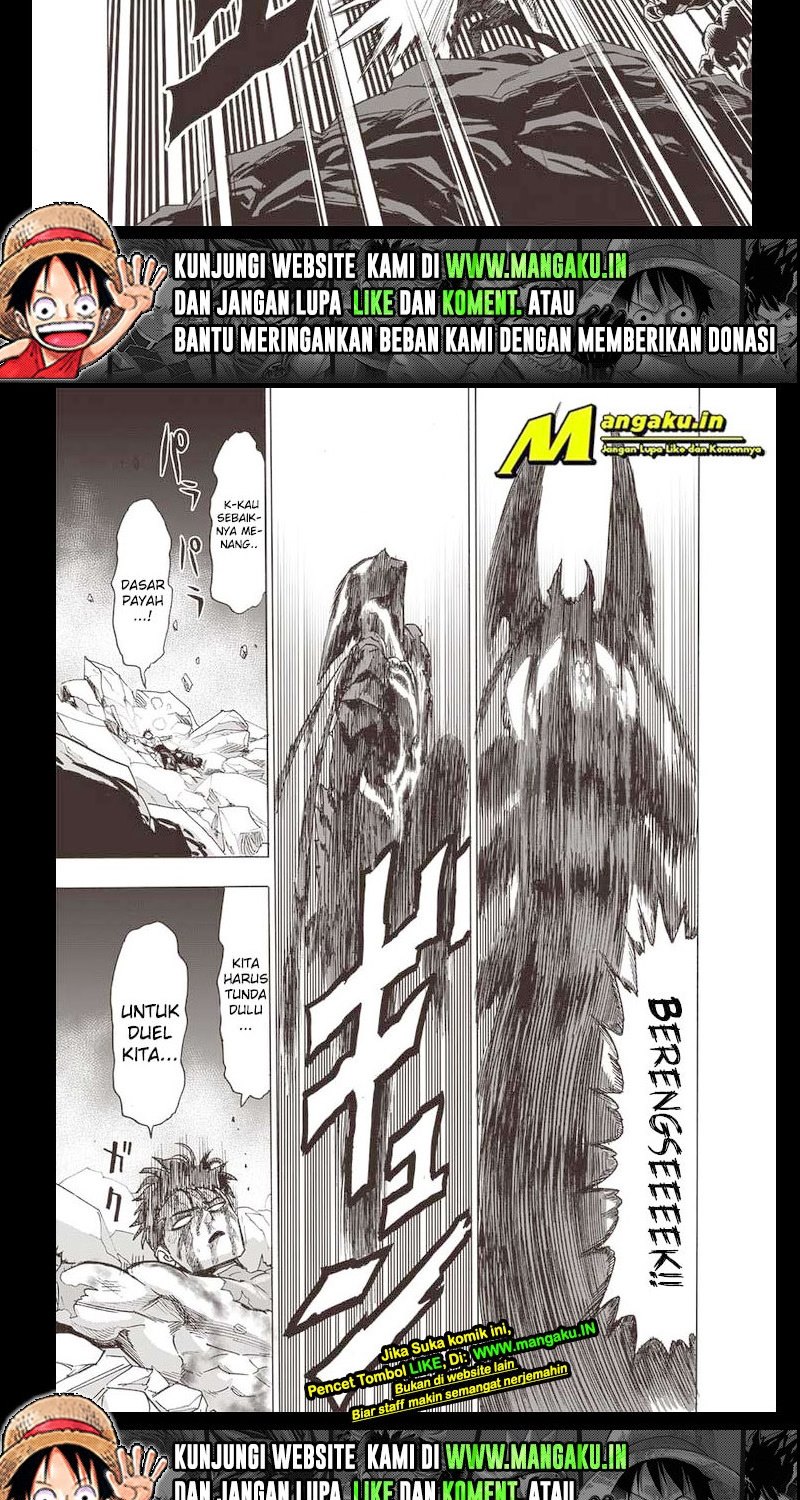 KUNJUNGI WEBSITE KAMI DI WWW.MANGAKU.IN
DAN JANGAN LUPA LIKE DAN KOMENT. ATAU
BANTU MERINGANKAN BEBAN KAMI DENGAN MEMBERIKAN DONASI
Mangaku.in
Jangan Lupa Like dan Komennya
BERENGSEEEEK!!
ギュン
K-KAU
SEBAIK-
NYA ME-
NANG..
パラ
パラ
DASAR
PAYAH
...!
KITA
HARUS
TUNDA
DULU
...
UNTUK
DUEL
KITA...
ガク
Jika Suka komik ini,
Pencet Tombol LIKE, Di: WWW.mangaku.IN
Bukan di website lain
Biar staff makin semangat nerjemahin
KUNJUNGI WEBSITE KAMI DI WWW.MANGAKU.IN
DAN JANGAN LUPA LIKE DAN KOMENT. ATAU